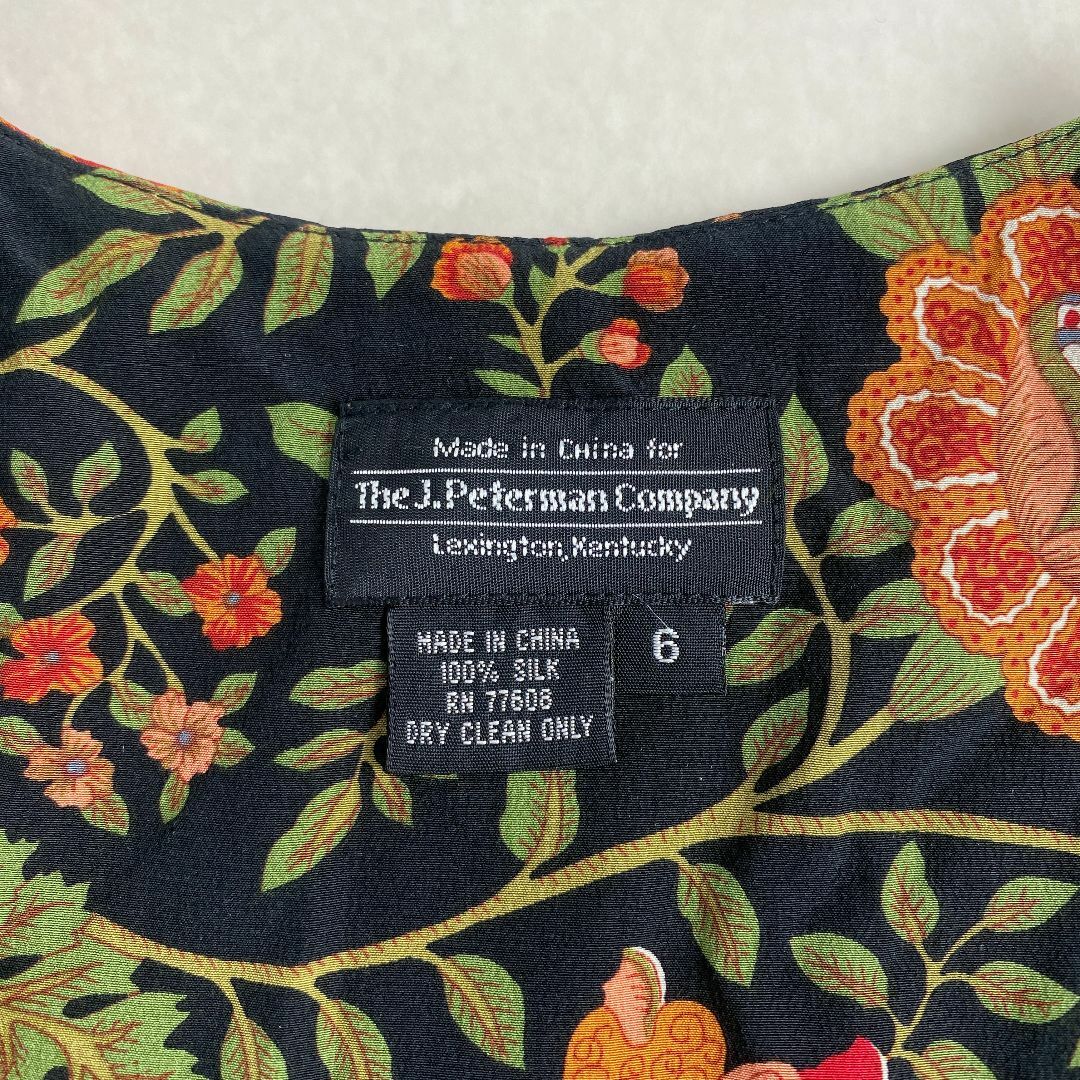 Made in China for
The J. Peterman Company
Lexington, Kentucky
MADE IN CHINA
100% SILK
RN 77608
DRY CLEAN ONLY
6